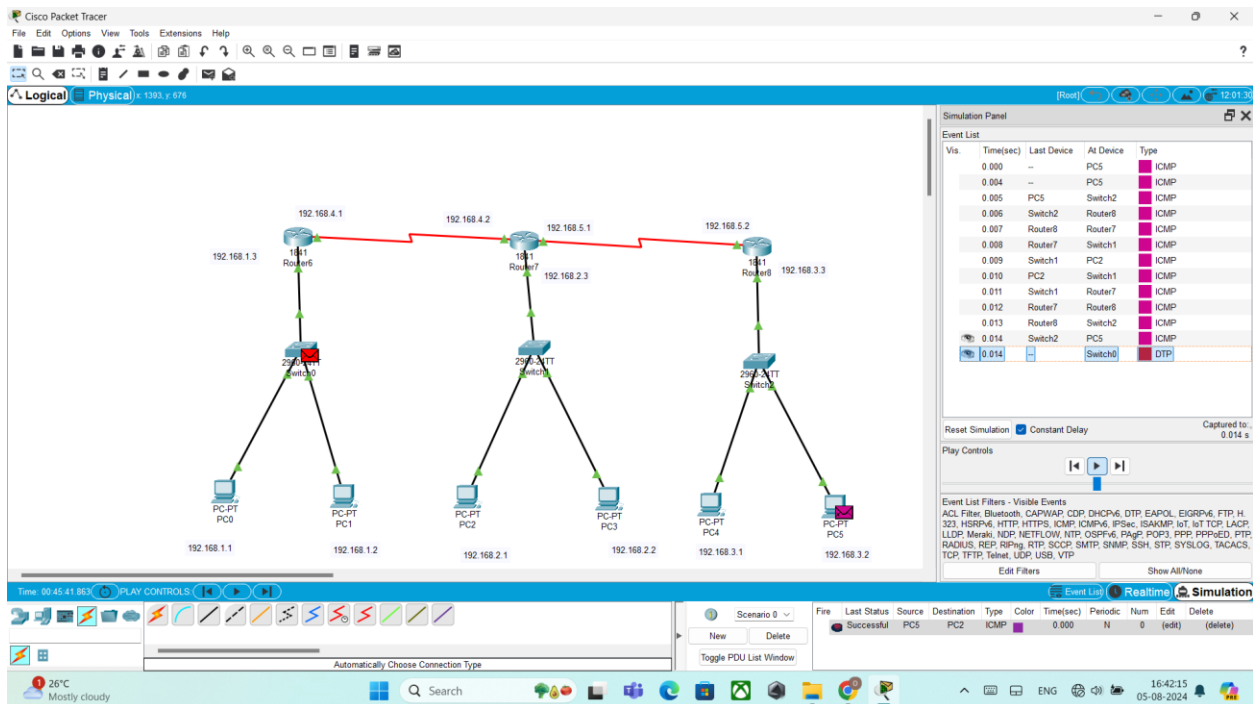 Cisco Packet Tracer
File Edit Options View Tools Extensions Help
?
Logical Physical x: 1393, y: 676 [Root] 12:01:30
Simulation Panel
Event List
Vis. Time(sec) Last Device At Device Type
0.000 -- PC5 ICMP
0.004 -- PC5 ICMP
0.005 PC5 Switch2 ICMP
0.006 Switch2 Router8 ICMP
0.007 Router8 Router7 ICMP
0.008 Router7 Switch1 ICMP
0.009 Switch1 PC2 ICMP
0.010 PC2 Switch1 ICMP
0.011 Switch1 Router7 ICMP
0.012 Router7 Router8 ICMP
0.013 Router8 Switch2 ICMP
0.014 Switch2 PC5 ICMP
0.014 -- Switch0 DTP
Reset Simulation Constant Delay Captured to:
0.014 s
Play Controls
Event List Filters - Visible Events
ACL Filter, Bluetooth, CAPWAP, CDP, DHCPv6, DTP, EAPOL, EIGRPv6, FTP, H.
323, HSRPv6, HTTP, HTTPS, ICMP, ICMPv6, IPSec, ISAKMP, IoT, IoT TCP, LACP,
LLDP, Meraki, NDP, NETFLOW, NTP, OSPFv6, PAgP, POP3, PPP, PPPoED, PTP,
RADIUS, REP, RIPng, RTP, SCCP, SMTP, SNMP, SSH, STP, SYSLOG, TACACS,
TCP, TFTP, Telnet, UDP, USB, VTP
Edit Filters Show All/None
192.168.4.1
192.168.4.2
192.168.5.1
192.168.5.2
192.168.1.3
1841
Router6
1841
Router7
192.168.2.3
1841
Router8
192.168.3.3
2960-24TT
Switch0
2960-24TT
Switch1
2960-24TT
Switch2
PC-PT
PC0
PC-PT
PC1
PC-PT
PC2
PC-PT
PC3
PC-PT
PC4
PC-PT
PC5
192.168.1.1
192.168.1.2
192.168.2.1
192.168.2.2
192.168.3.1
192.168.3.2
Time: 00:45:41.863 PLAY CONTROLS: Event List Realtime Simulation
Scenario 0
New Delete
Toggle PDU List Window
Fire Last Status Source Destination Type Color Time(sec) Periodic Num Edit Delete
Successful PC5 PC2 ICMP 0.000 N 0 (edit) (delete)
Automatically Choose Connection Type
1
26°C
Mostly cloudy
Search
ENG
16:42:15
05-08-2024
PRE